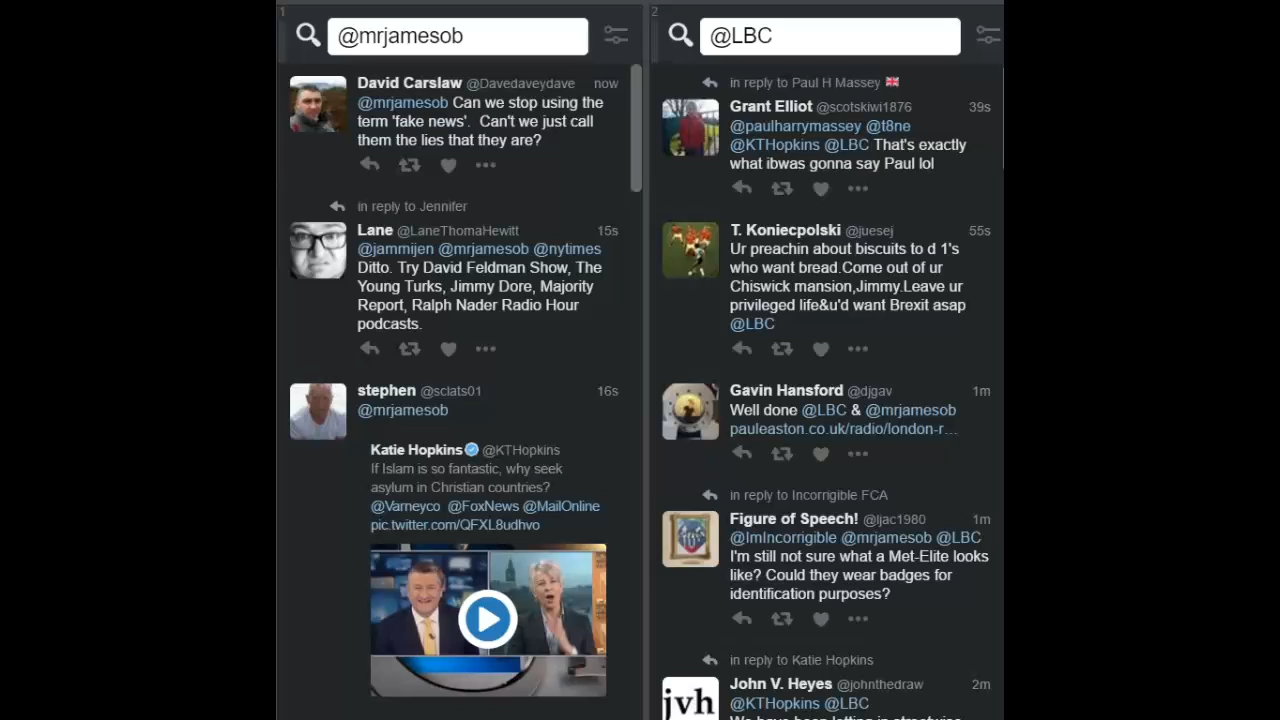 1
@mrjamesob
David Carslaw @Davedaveydave now
@mrjamesob Can we stop using the
term 'fake news'. Can't we just call
them the lies that they are?
in reply to Jennifer
Lane @LaneThomaHewitt 15s
@jammijen @mrjamesob @nytimes
Ditto. Try David Feldman Show, The
Young Turks, Jimmy Dore, Majority
Report, Ralph Nader Radio Hour
podcasts.
stephen @sclats01 16s
@mrjamesob
Katie Hopkins @KTHopkins
If Islam is so fantastic, why seek
asylum in Christian countries?
@Varneyco @FoxNews @MailOnline
pic.twitter.com/QFXL8udhvo
2
@LBC
in reply to Paul H Massey 🇬🇧
Grant Elliot @scotskiwi1876 39s
@paulharrymassey @t8ne
@KTHopkins @LBC That's exactly
what ibwas gonna say Paul lol
T. Koniecpolski @juesej 55s
Ur preachin about biscuits to d 1's
who want bread.Come out of ur
Chiswick mansion,Jimmy.Leave ur
privileged life&u'd want Brexit asap
@LBC
Gavin Hansford @djgav 1m
Well done @LBC & @mrjamesob
pauleaston.co.uk/radio/london-r…
in reply to Incorrigible FCA
Figure of Speech! @ljac1980 1m
@ImIncorrigible @mrjamesob @LBC
I'm still not sure what a Met-Elite looks
like? Could they wear badges for
identification purposes?
in reply to Katie Hopkins
John V. Heyes @johnthedraw 2m
jvh
@KTHopkins @LBC
We have been letting in streetwise